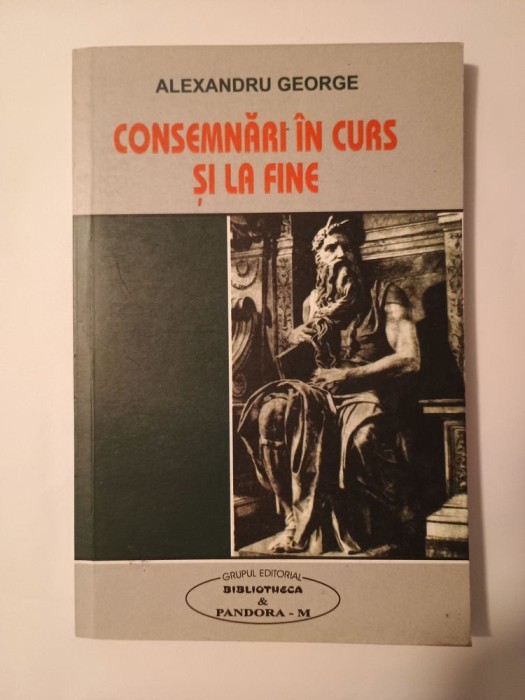 ALEXANDRU GEORGE
CONSEMNĂRI ÎN CURS
ȘI LA FINE
GRUPUL EDITORIAL
BIBLIOTHECA
&
PANDORA - M